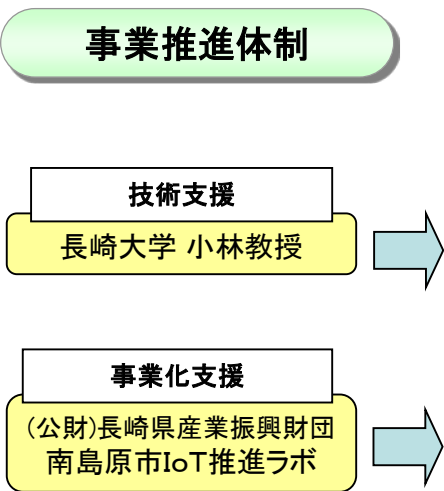 事業推進体制
技術支援
長崎大学 小林教授
事業化支援
(公財)長崎県産業振興財団
南島原市IoT推進ラボ